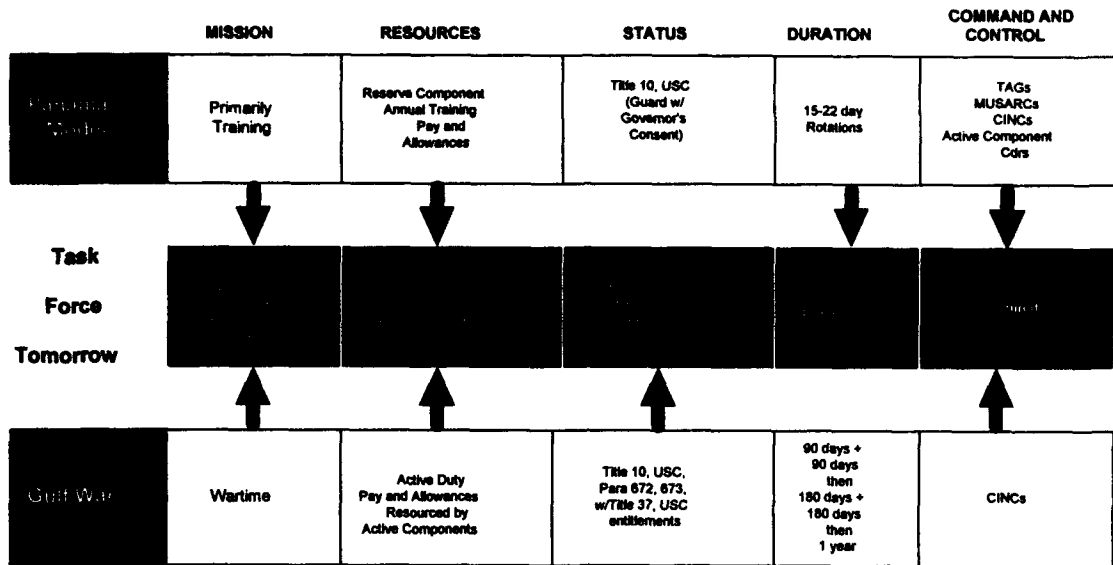 MISSION
RESOURCES
STATUS
DURATION
COMMAND AND
CONTROL
Panama
Model
Primarily
Training
Reserve Component
Annual Training
Pay and
Allowances
Title 10, USC
(Guard w/
Governor's
Consent)
15-22 day
Rotations
TAGs
MUSARCs
CINCs
Active Component
Cdrs
Task
Force
Tomorrow
Gulf War
Wartime
Active Duty
Pay and Allowances
Resourced by
Active Components
Title 10, USC,
Para 672, 673,
w/Title 37, USC
entitlements
90 days +
90 days
then
180 days +
180 days
then
1 year
CINCs